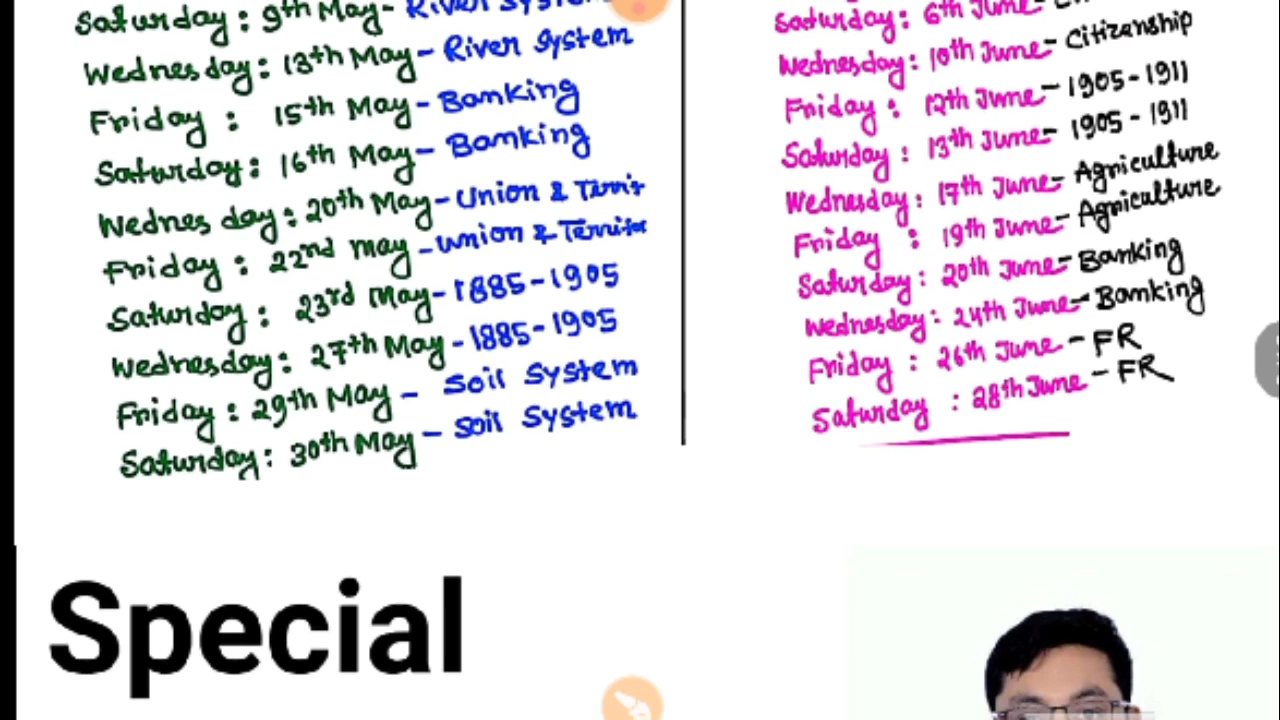 Saturday: 9th May- River Syste
Wednesday: 13th May- River System
Friday: 15th May- Banking
Saturday: 16th May- Banking
Wednesday: 20th May- Union & Territ
Friday: 22nd May -Union & Territor
Saturday: 23rd May- 1885-1905
Wednesday: 27th May - 1885-1905
Friday: 29th May - Soil System
Saturday: 30th May - Soil System
Saturday: 6th June-
Wednesday: 10th June- Citizenship
Friday: 12th June- 1905-1911
Saturday: 13th June- 1905-1911
Wednesday: 17th June- Agriculture
Friday: 19th June- Agriculture
Saturday: 20th June- Banking
Wednesday: 24th June- Banking
Friday: 26th June - FR
Saturday: 28th June - FR
Special